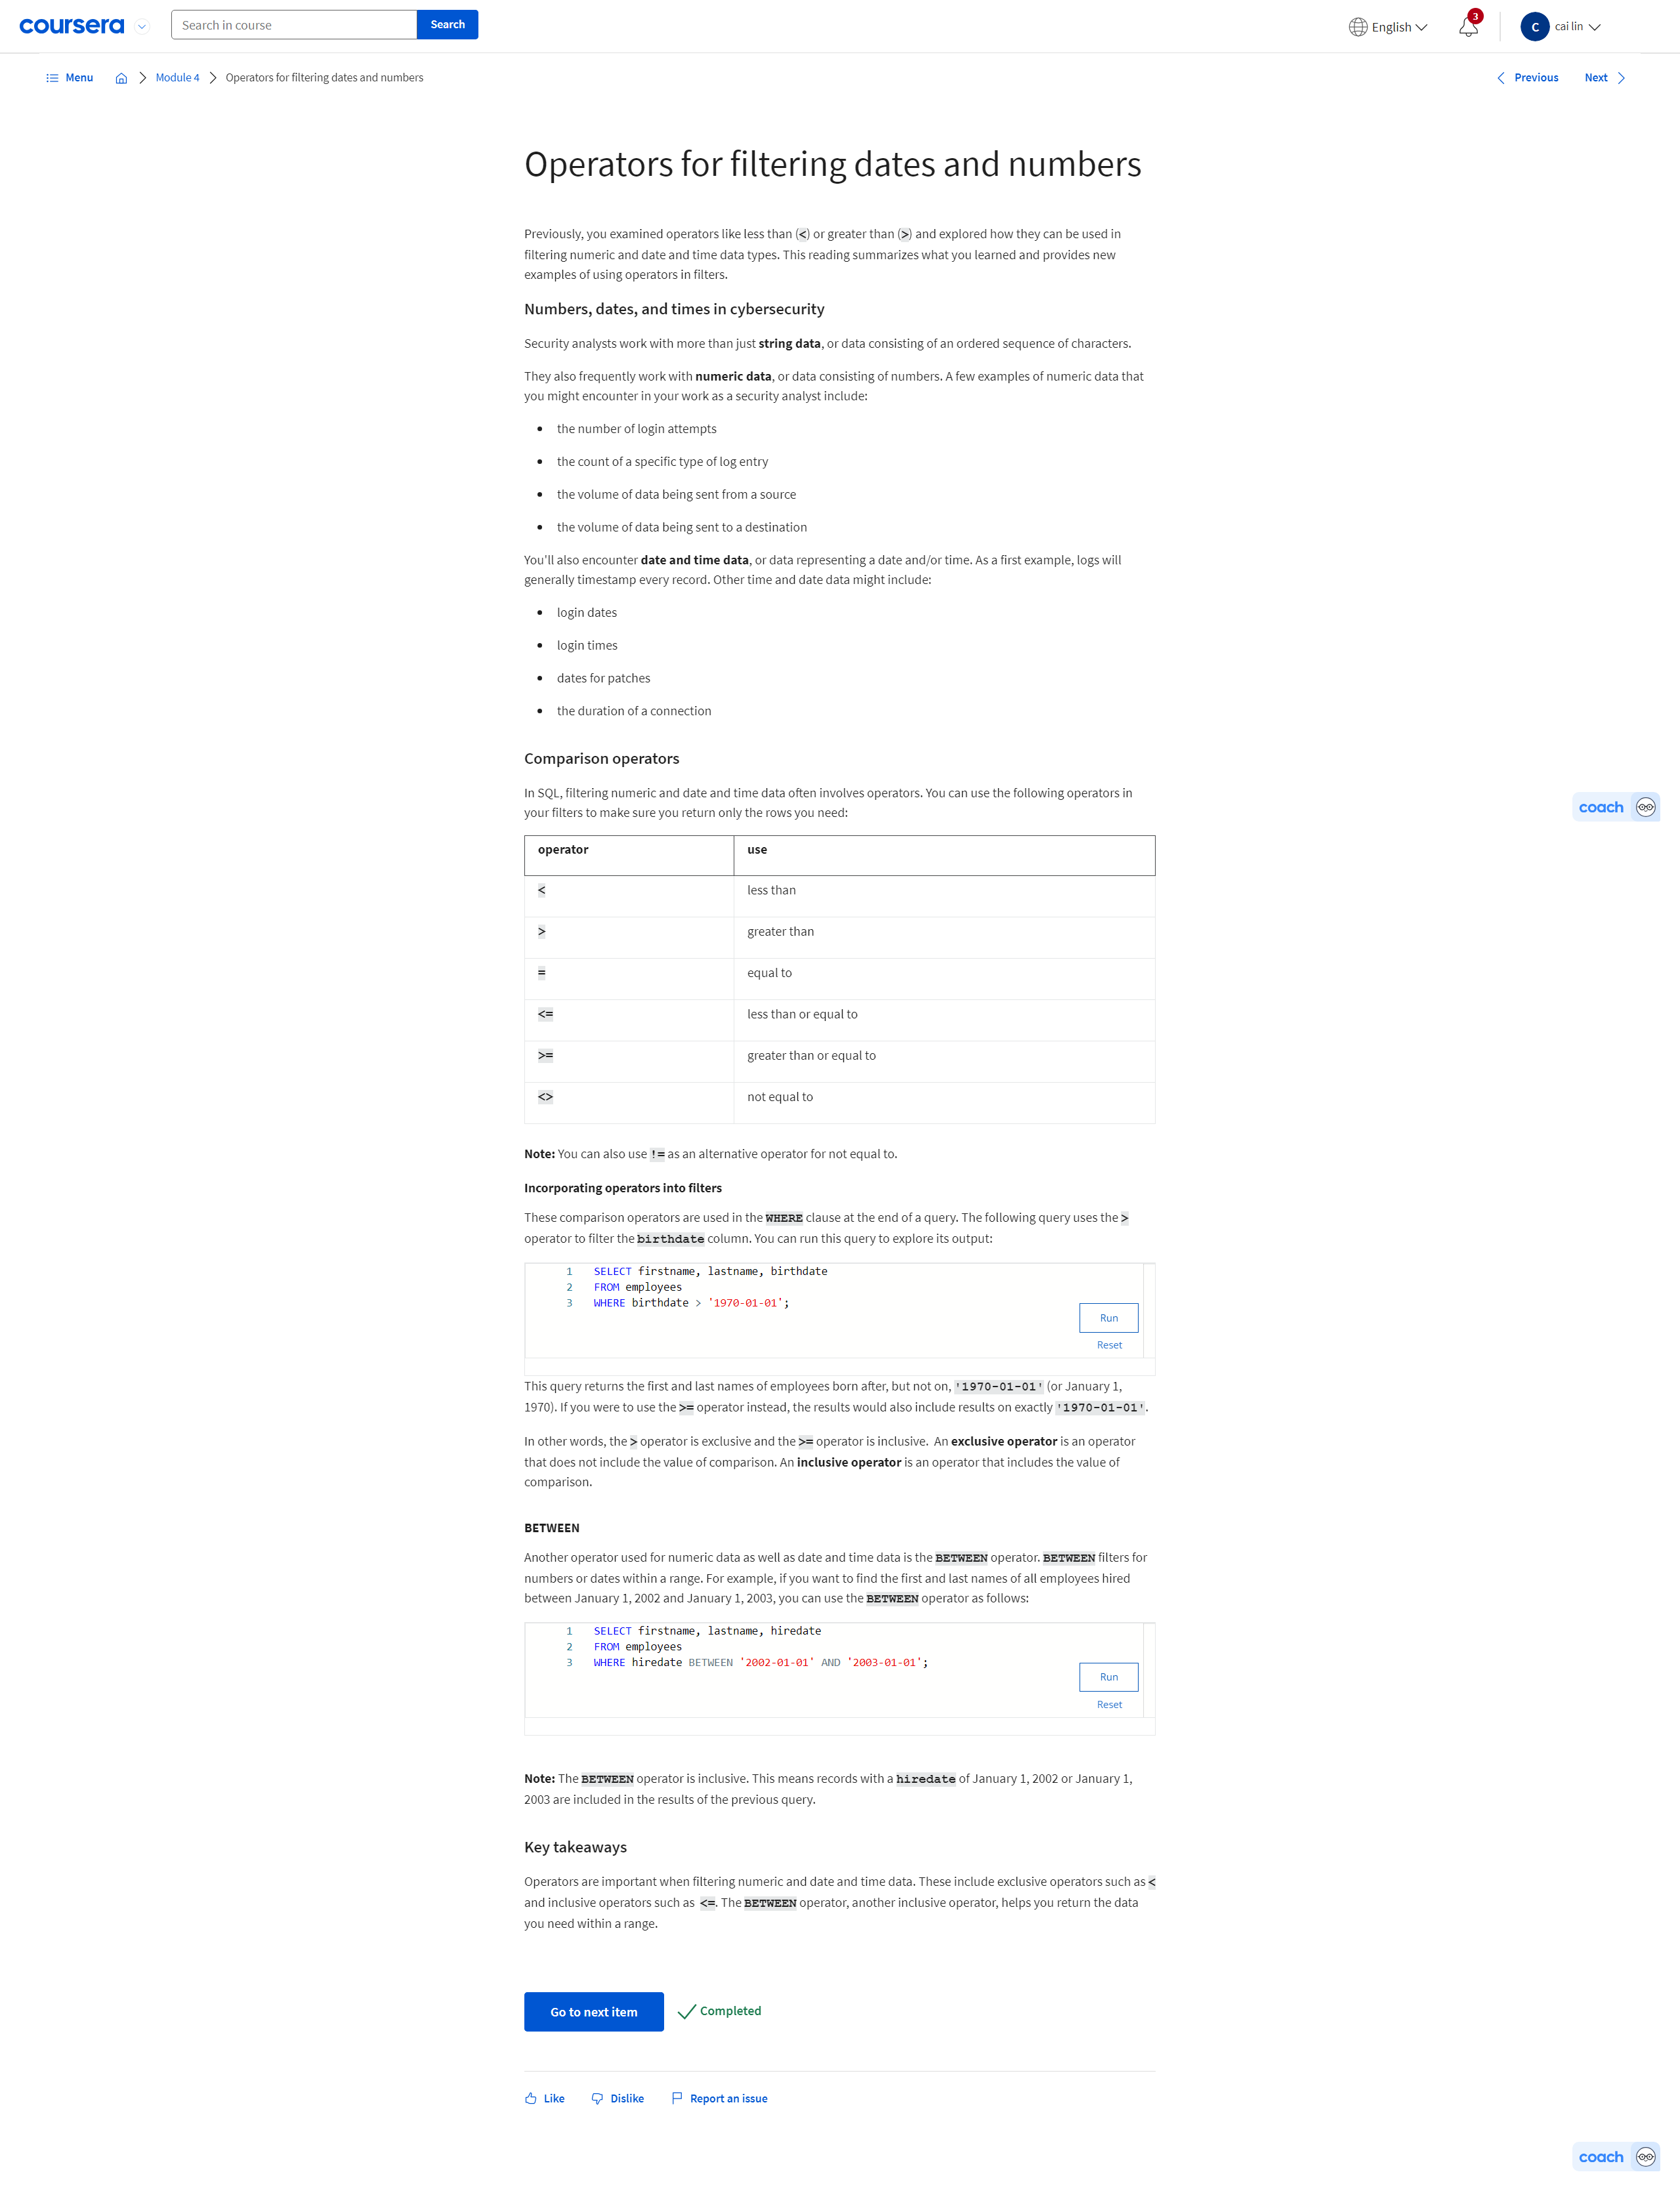 coursera
Search in course
Search
English
3
C
cai lin
Menu
Module 4
Operators for filtering dates and numbers
Previous
Next
Operators for filtering dates and numbers
Previously, you examined operators like less than (<) or greater than (>) and explored how they can be used in
filtering numeric and date and time data types. This reading summarizes what you learned and provides new
examples of using operators in filters.
Numbers, dates, and times in cybersecurity
Security analysts work with more than just string data, or data consisting of an ordered sequence of characters.
They also frequently work with numeric data, or data consisting of numbers. A few examples of numeric data that
you might encounter in your work as a security analyst include:
• the number of login attempts
• the count of a specific type of log entry
• the volume of data being sent from a source
• the volume of data being sent to a destination
You'll also encounter date and time data, or data representing a date and/or time. As a first example, logs will
generally timestamp every record. Other time and date data might include:
• login dates
• login times
• dates for patches
• the duration of a connection
Comparison operators
In SQL, filtering numeric and date and time data often involves operators. You can use the following operators in
your filters to make sure you return only the rows you need:
coach
operator use
< less than
> greater than
= equal to
<= less than or equal to
>= greater than or equal to
<> not equal to
Note: You can also use != as an alternative operator for not equal to.
Incorporating operators into filters
These comparison operators are used in the WHERE clause at the end of a query. The following query uses the >
operator to filter the birthdate column. You can run this query to explore its output:
1 SELECT firstname, lastname, birthdate
2 FROM employees
3 WHERE birthdate > '1970-01-01';
Run
Reset
This query returns the first and last names of employees born after, but not on, '1970-01-01' (or January 1,
1970). If you were to use the >= operator instead, the results would also include results on exactly '1970-01-01'.
In other words, the > operator is exclusive and the >= operator is inclusive. An exclusive operator is an operator
that does not include the value of comparison. An inclusive operator is an operator that includes the value of
comparison.
BETWEEN
Another operator used for numeric data as well as date and time data is the BETWEEN operator. BETWEEN filters for
numbers or dates within a range. For example, if you want to find the first and last names of all employees hired
between January 1, 2002 and January 1, 2003, you can use the BETWEEN operator as follows:
1 SELECT firstname, lastname, hiredate
2 FROM employees
3 WHERE hiredate BETWEEN '2002-01-01' AND '2003-01-01';
Run
Reset
Note: The BETWEEN operator is inclusive. This means records with a hiredate of January 1, 2002 or January 1,
2003 are included in the results of the previous query.
Key takeaways
Operators are important when filtering numeric and date and time data. These include exclusive operators such as <
and inclusive operators such as <=. The BETWEEN operator, another inclusive operator, helps you return the data
you need within a range.
Go to next item
Completed
Like
Dislike
Report an issue
coach